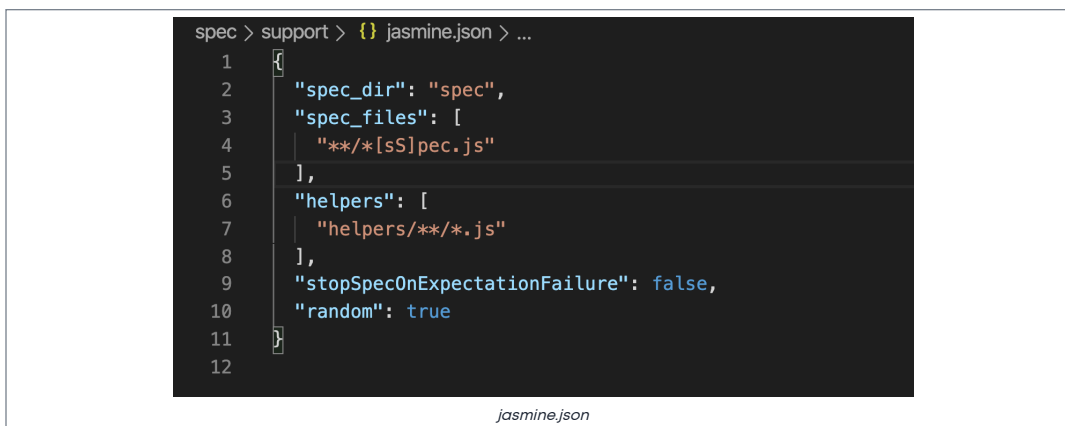 spec > support > {} jasmine.json > ...
1 {
2 "spec_dir": "spec",
3 "spec_files": [
4 "**/*[sS]pec.js"
5 ],
6 "helpers": [
7 "helpers/**/*.js"
8 ],
9 "stopSpecOnExpectationFailure": false,
10 "random": true
11 }
12
jasmine.json